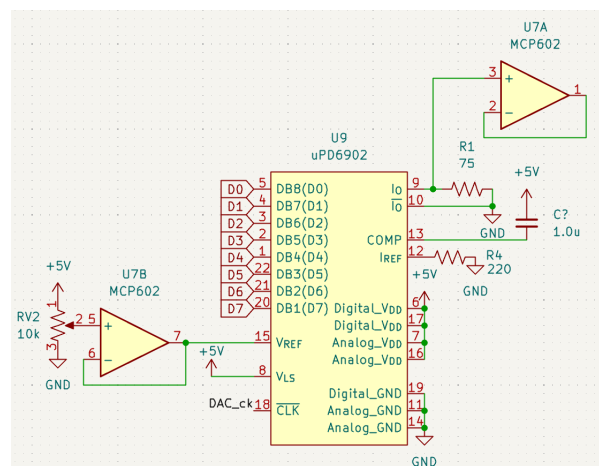 U7A
MCP602
3
+
1
2
−
U9
uPD6902
R1
75
+5V
D0 5 DB8(D0) Io 9
D1 4 DB7(D1) Io 10
D2 3 DB6(D2)
GND
C?
1.0u
D3 2 DB5(D3) COMP 13
D4 1 DB4(D4) IREF 12
R4
220
D5 22 DB3(D5)
+5V
D6 21 DB2(D6)
GND
D7 20 DB1(D7) Digital_VDD 6
Digital_VDD 17
+5V
U7B
MCP602
RV2
10k
1
2
3
5
+
7
6
−
GND
15 VREF Analog_VDD 7
Analog_VDD 16
+5V
8 VLS
Digital_GND 19
DAC_ck 18 CLK Analog_GND 11
Analog_GND 14
GND